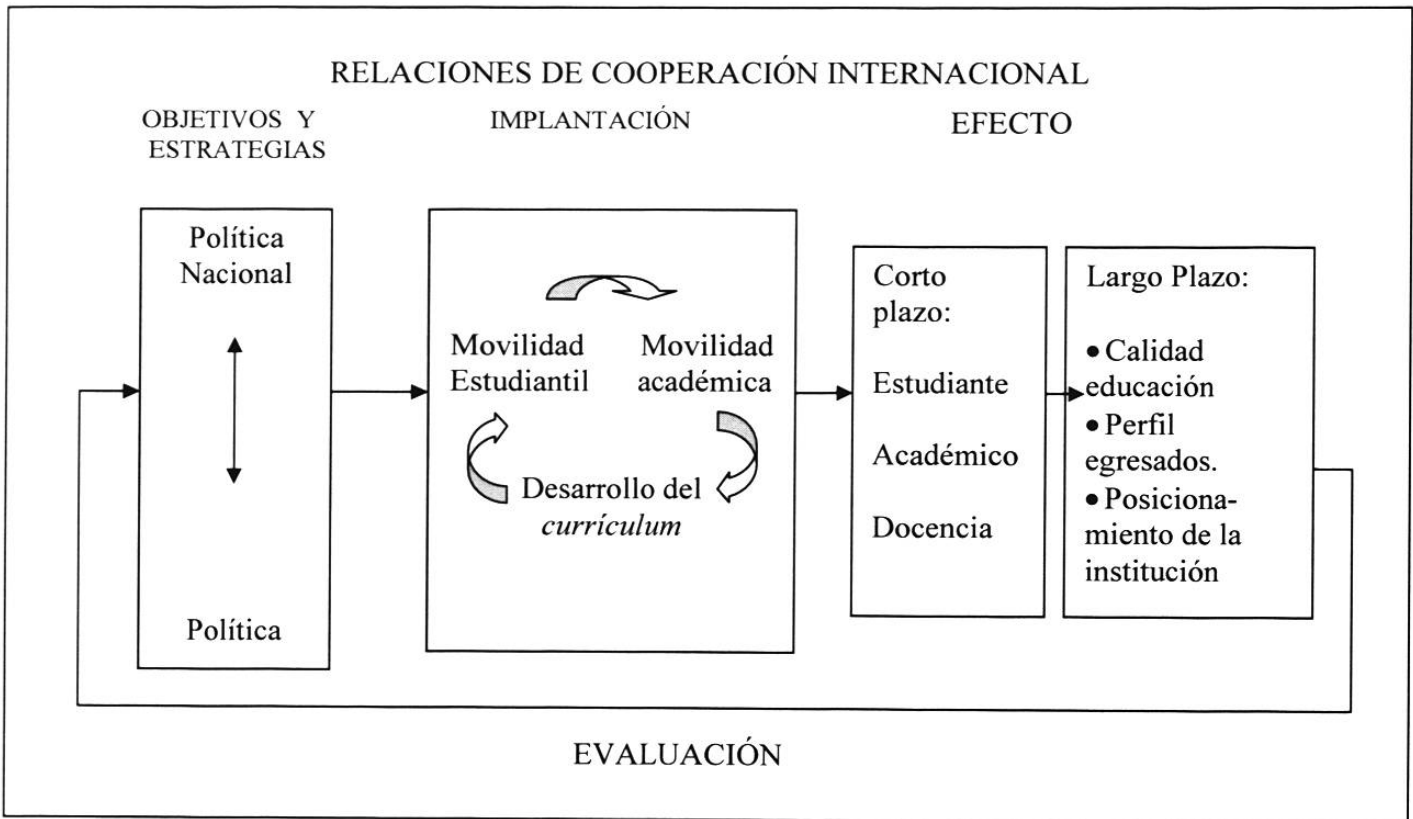 RELACIONES DE COOPERACIÓN INTERNACIONAL
OBJETIVOS Y
ESTRATEGIAS
IMPLANTACIÓN
EFECTO
Política
Nacional
Política
Movilidad
Estudiantil
Movilidad
académica
Desarrollo del
currículum
Corto
plazo:
Estudiante
Académico
Docencia
Largo Plazo:
• Calidad
educación
• Perfil
egresados.
• Posiciona-
miento de la
institución
EVALUACIÓN